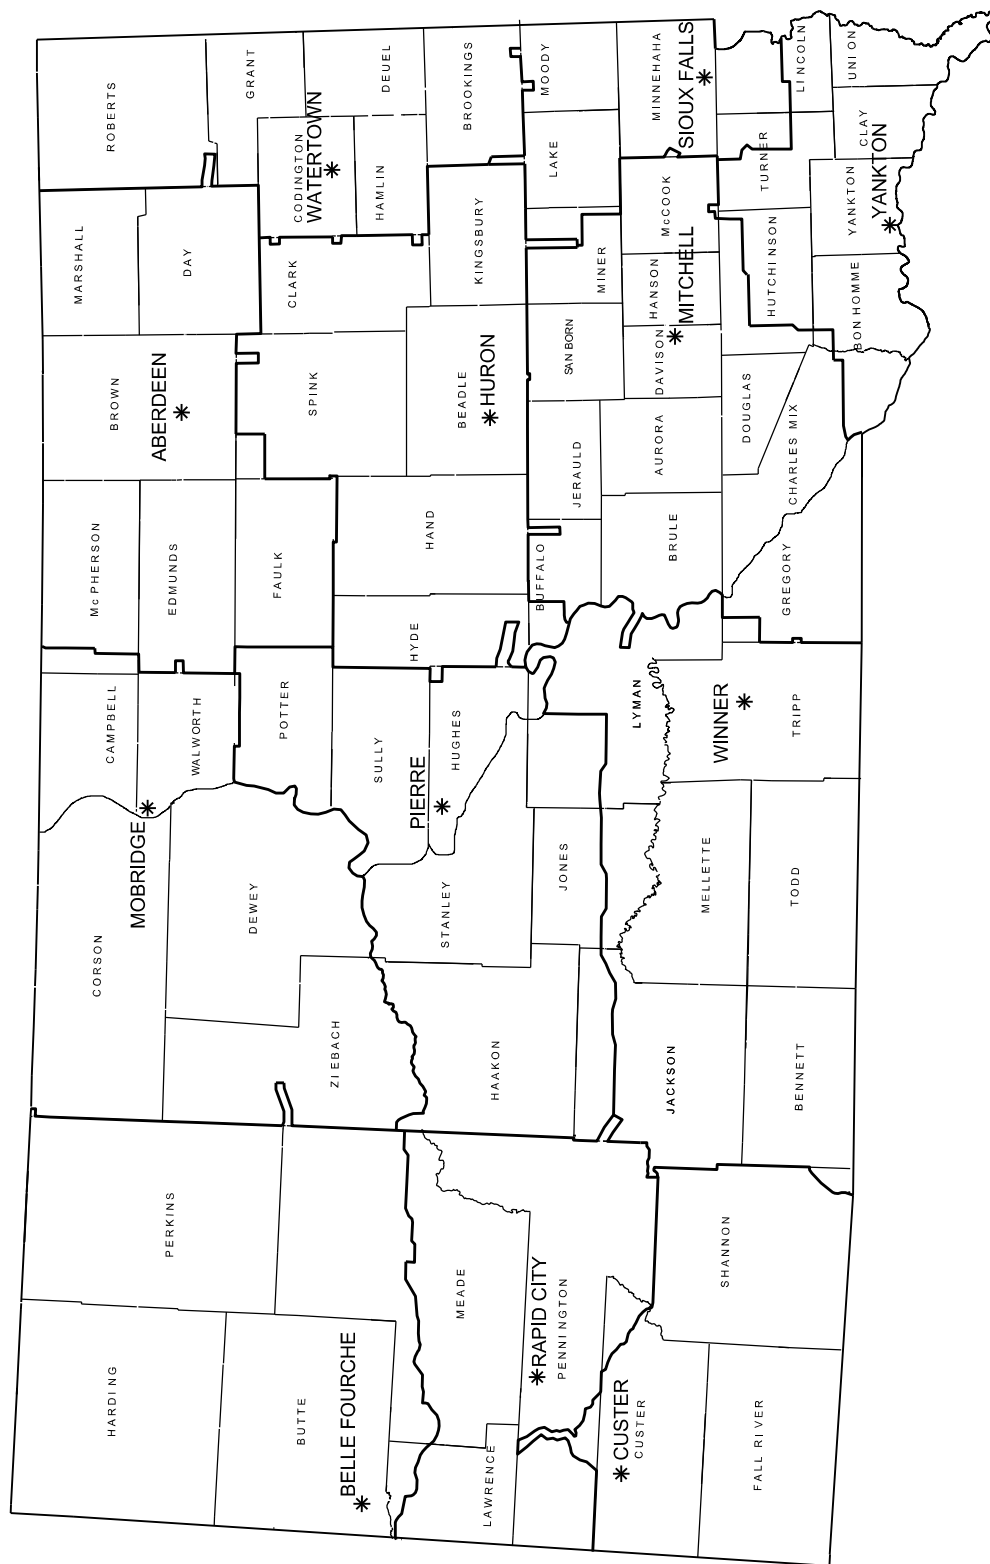 HARDING
PERKINS
CORSON
CAMPBELL
McPHERSON
BROWN
MARSHALL
ROBERTS
MOBRIDGE
ABERDEEN
EDMUNDS
DAY
GRANT
WALWORTH
BUTTE
DEWEY
POTTER
FAULK
SPINK
CLARK
CODINGTON
WATERTOWN
DEUEL
BELLE FOURCHE
ZIEBACH
SULLY
HAMLIN
PIERRE
HYDE
HAND
MEADE
STANLEY
HUGHES
BEADLE
HURON
KINGSBURY
BROOKINGS
LAWRENCE
HAAKON
RAPID CITY
PENNINGTON
JONES
BUFFALO
JERAULD
SANBORN
MINER
LAKE
MOODY
CUSTER
CUSTER
LYMAN
BRULE
AURORA
DAVISON
HANSON
McCOOK
MINNEHAHA
MITCHELL
SIOUX FALLS
JACKSON
MELLETTE
WINNER
SHANNON
FALL RIVER
BENNETT
TODD
TRIPP
GREGORY
CHARLES MIX
DOUGLAS
HUTCHINSON
TURNER
LINCOLN
BON HOMME
YANKTON
YANKTON
CLAY
UNION